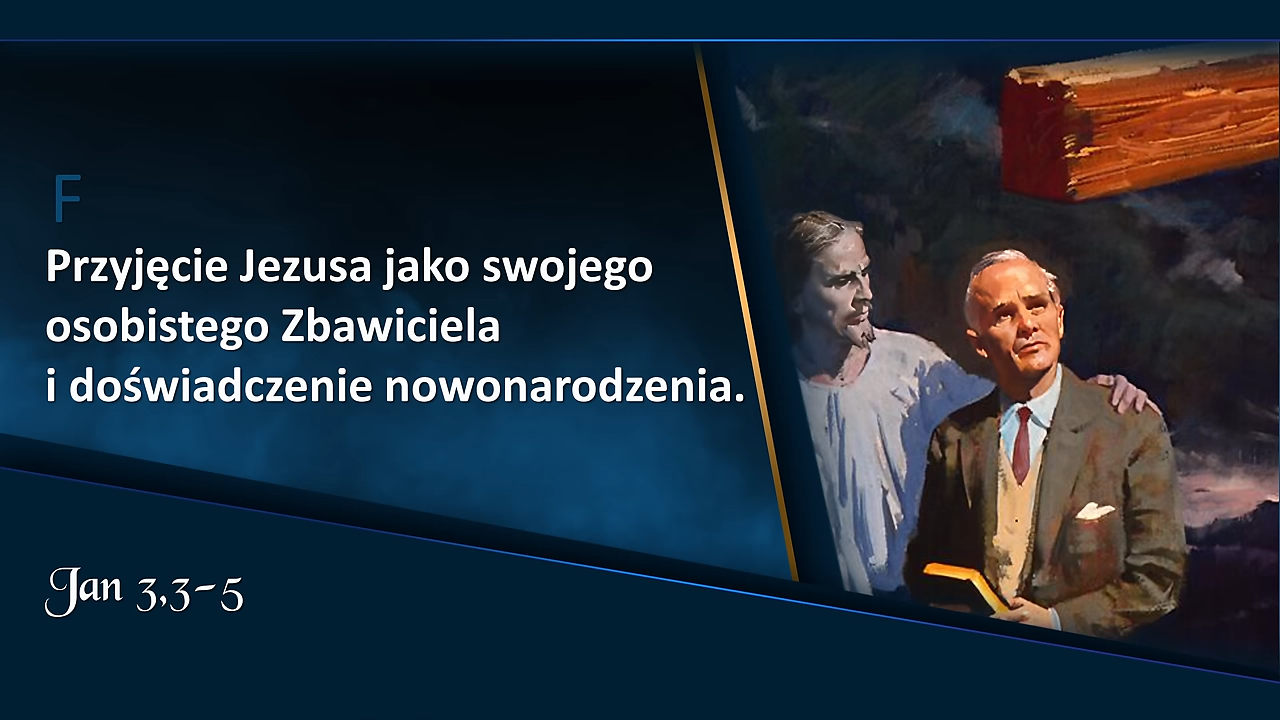 F
Przyjęcie Jezusa jako swojego
osobistego Zbawiciela
i doświadczenie nowonarodzenia.
Jan 3,3-5